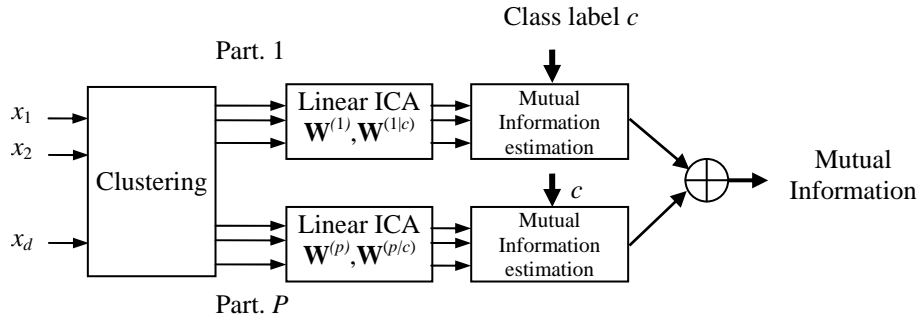 Class label c
Part. 1
x1
x2
xd
Clustering
Linear ICA
W(1),W(1|c)
Mutual
Information
estimation
c
Linear ICA
W(p),W(p/c)
Mutual
Information
estimation
Mutual
Information
Part. P